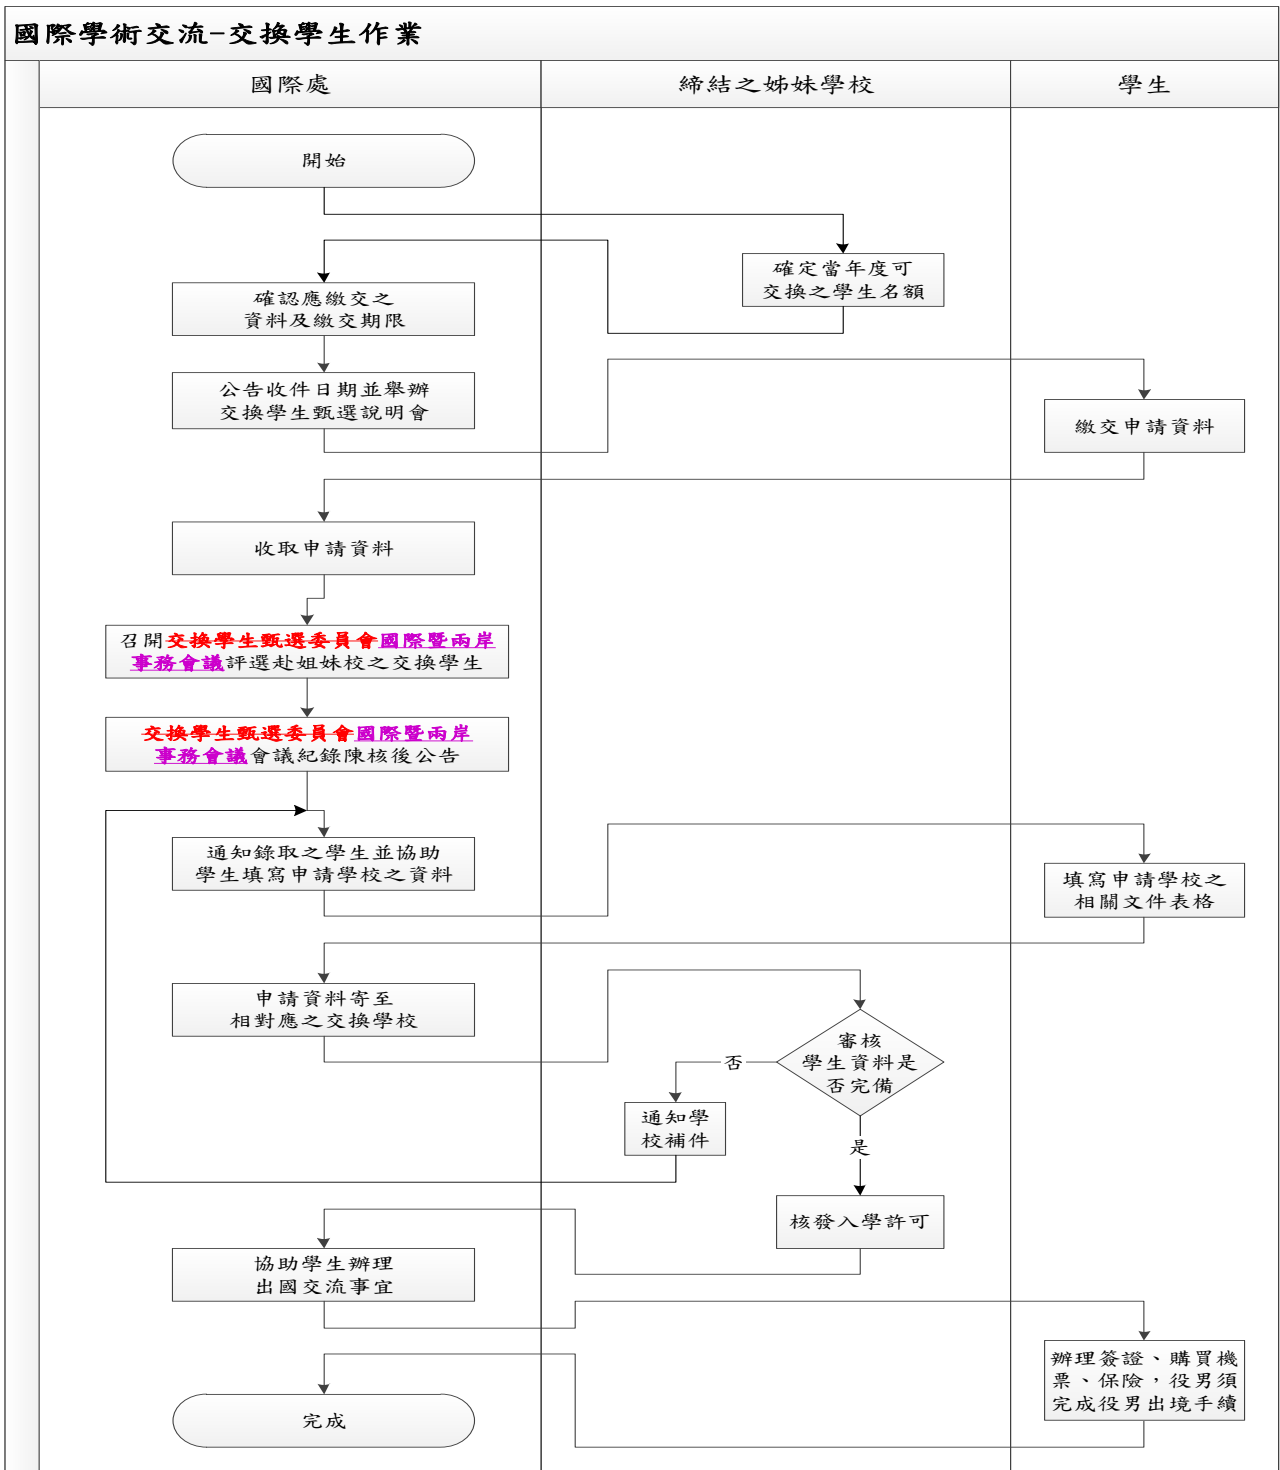 國際學術交流-交換學生作業
國際處
締結之姊妹學校
學生
開始
確定當年度可
交換之學生名額
確認應繳交之
資料及繳交期限
公告收件日期並舉辦
交換學生甄選說明會
繳交申請資料
收取申請資料
召開交換學生甄選委員會國際暨兩岸
事務會議評選赴姐妹校之交換學生
交換學生甄選委員會國際暨兩岸
事務會議會議紀錄陳核後公告
通知錄取之學生並協助
學生填寫申請學校之資料
填寫申請學校之
相關文件表格
申請資料寄至
相對應之交換學校
審核
學生資料是
否完備
否
通知學
校補件
是
核發入學許可
協助學生辦理
出國交流事宜
辦理簽證、購買機
票、保險，役男須
完成役男出境手續
完成